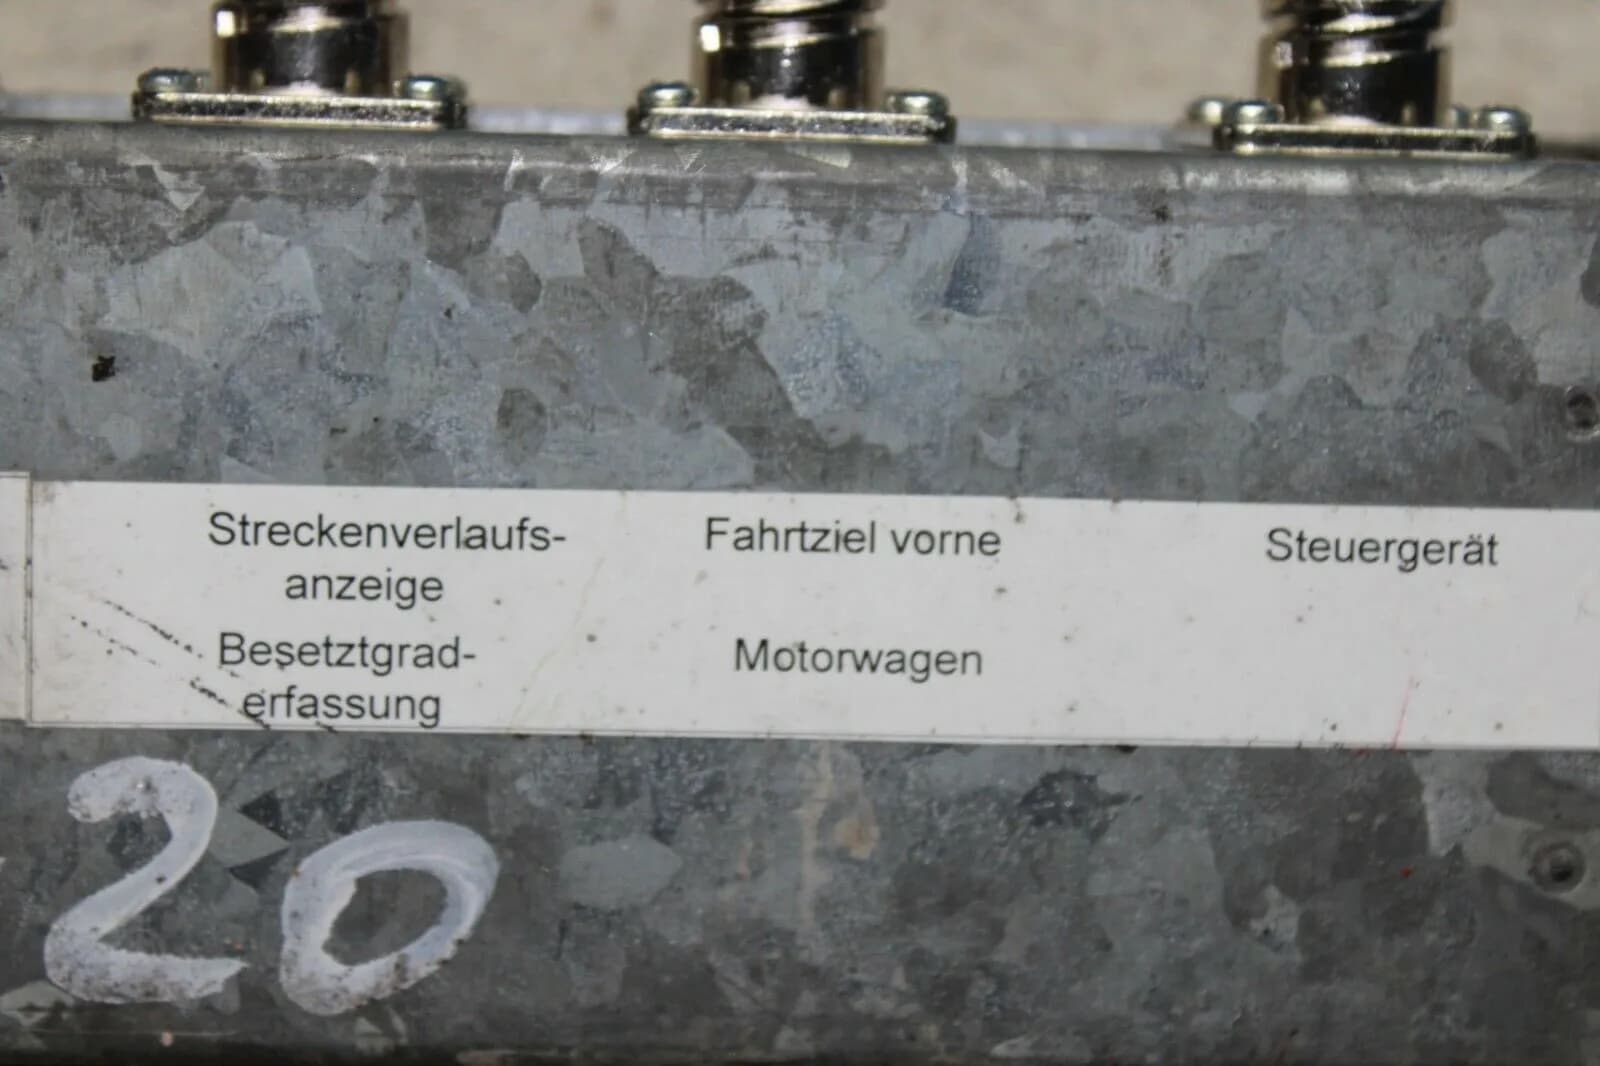 Streckenverlaufs-
anzeige
Fahrtziel vorne
Steuergerät
Besetztgrad-
erfassung
Motorwagen
20